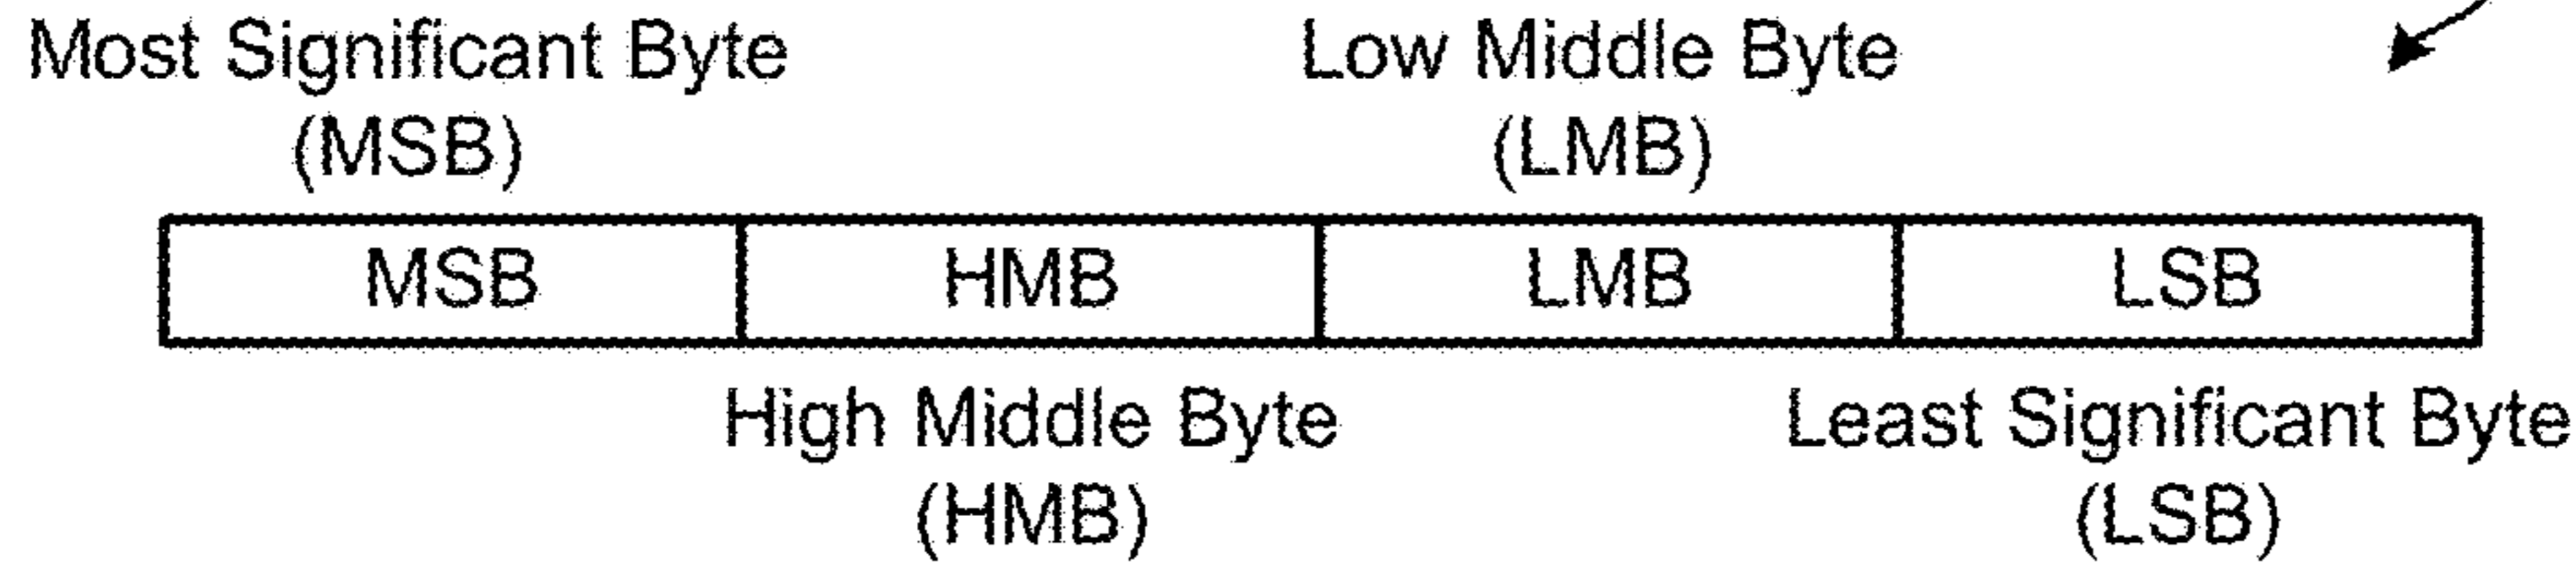 Most Significant Byte
(MSB)
Low Middle Byte
(LMB)
MSB HMB LMB LSB
High Middle Byte
(HMB)
Least Significant Byte
(LSB)